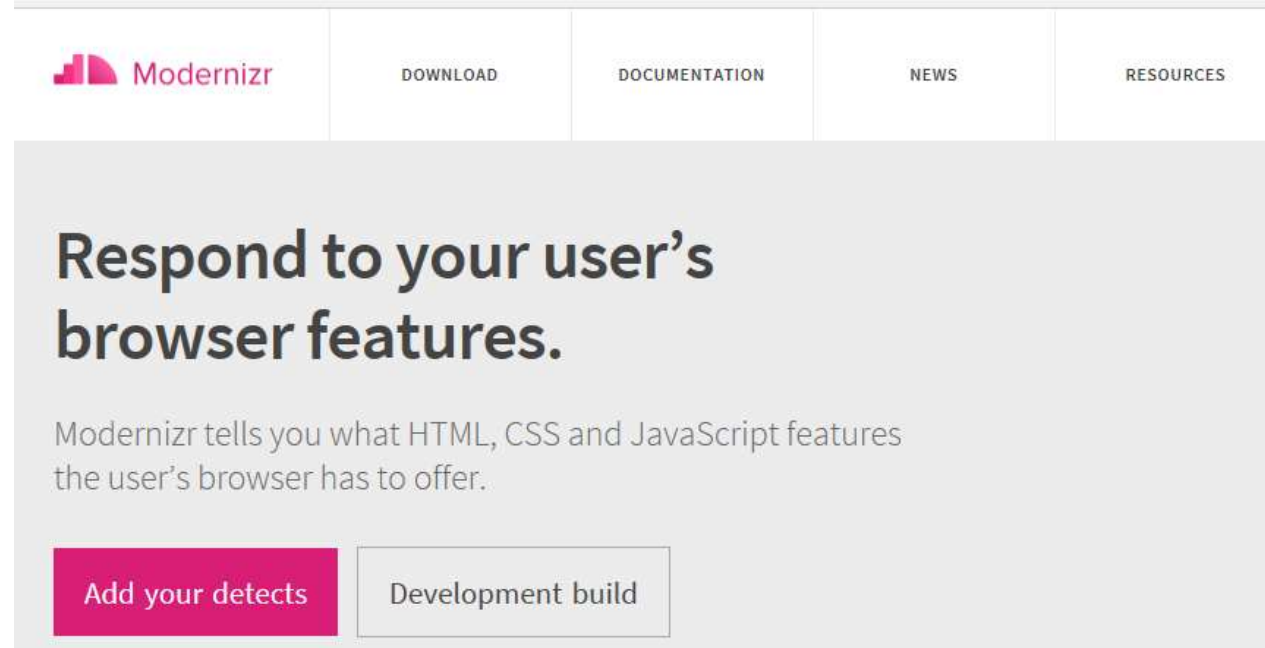 Modernizr
DOWNLOAD
DOCUMENTATION
NEWS
RESOURCES
Respond to your user’s
browser features.
Modernizr tells you what HTML, CSS and JavaScript features
the user’s browser has to offer.
Add your detects
Development build